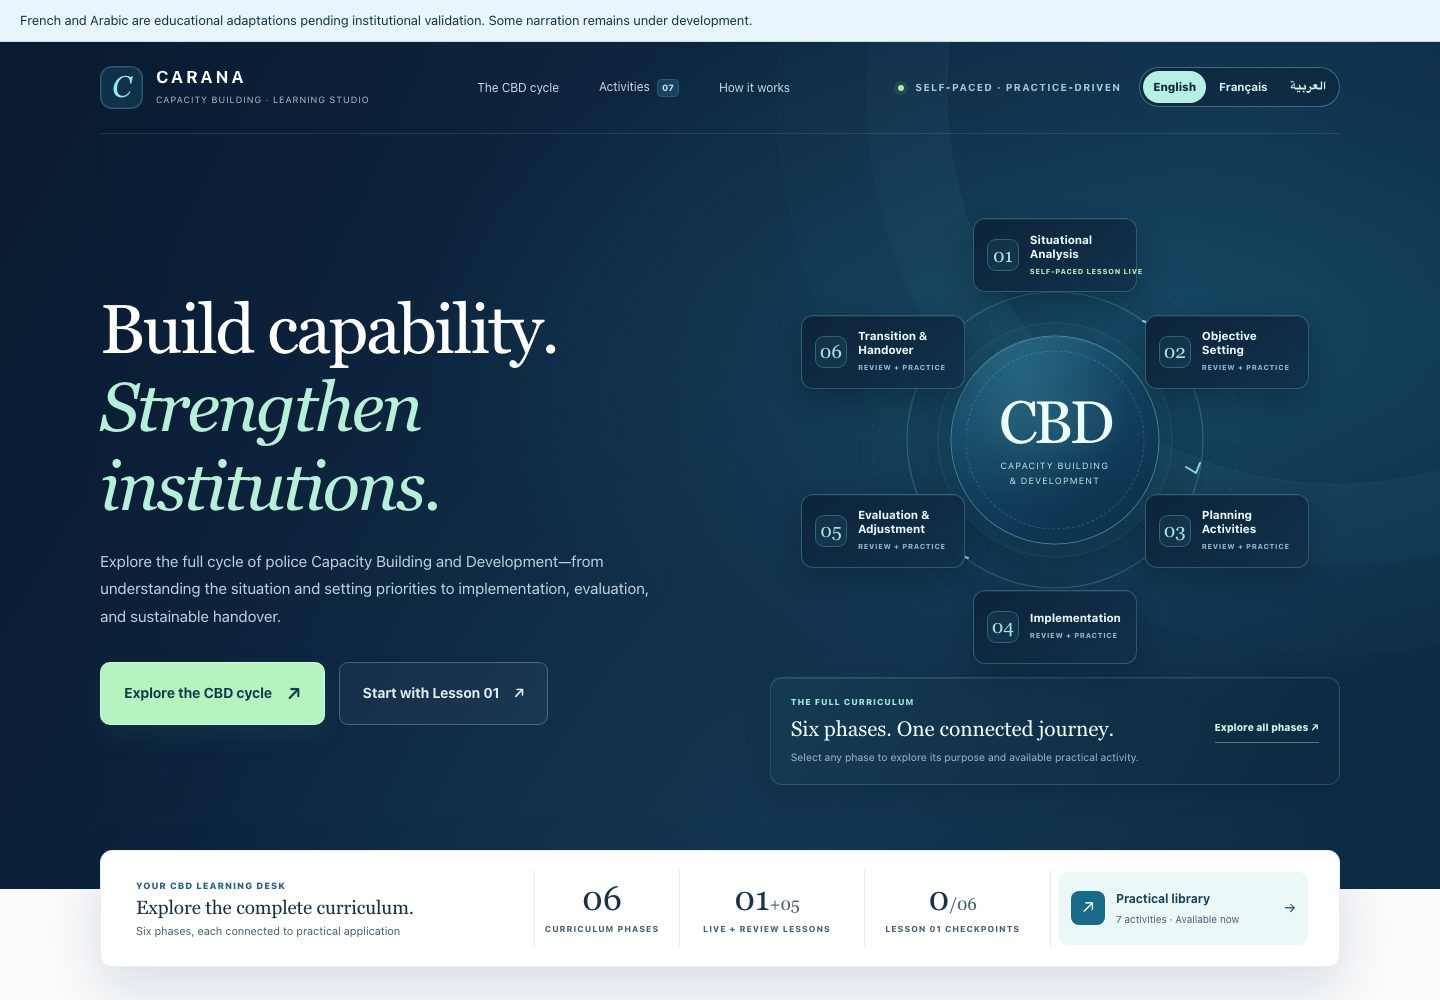 French and Arabic are educational adaptations pending institutional validation. Some narration remains under development.
C
CARANA
CAPACITY BUILDING · LEARNING STUDIO
The CBD cycle
Activities 07
How it works
SELF-PACED · PRACTICE-DRIVEN
English
Français
العربية
Build capability.
Strengthen
institutions.
Explore the full cycle of police Capacity Building and Development—from
understanding the situation and setting priorities to implementation, evaluation,
and sustainable handover.
Explore the CBD cycle ↗
Start with Lesson 01 ↗
01
Situational
Analysis
SELF-PACED LESSON LIVE
06
Transition &
Handover
REVIEW + PRACTICE
02
Objective
Setting
REVIEW + PRACTICE
CBD
CAPACITY BUILDING
& DEVELOPMENT
05
Evaluation &
Adjustment
REVIEW + PRACTICE
03
Planning
Activities
REVIEW + PRACTICE
04
Implementation
REVIEW + PRACTICE
THE FULL CURRICULUM
Six phases. One connected journey.
Select any phase to explore its purpose and available practical activity.
Explore all phases ↗
YOUR CBD LEARNING DESK
Explore the complete curriculum.
Six phases, each connected to practical application
06
CURRICULUM PHASES
01+05
LIVE + REVIEW LESSONS
0/06
LESSON 01 CHECKPOINTS
↗
Practical library
7 activities · Available now
→